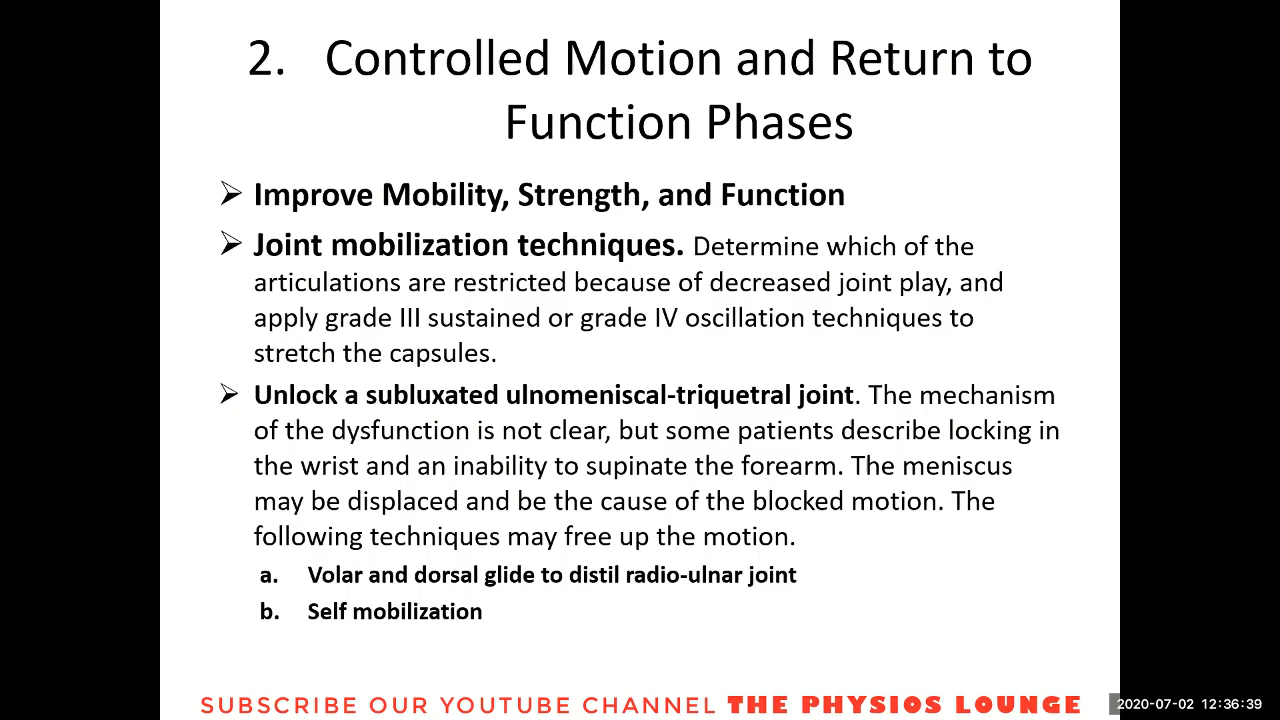 2. Controlled Motion and Return to
Function Phases
➢ Improve Mobility, Strength, and Function
➢ Joint mobilization techniques. Determine which of the
articulations are restricted because of decreased joint play, and
apply grade III sustained or grade IV oscillation techniques to
stretch the capsules.
➢ Unlock a subluxated ulnomeniscal-triquetral joint. The mechanism
of the dysfunction is not clear, but some patients describe locking in
the wrist and an inability to supinate the forearm. The meniscus
may be displaced and be the cause of the blocked motion. The
following techniques may free up the motion.
a. Volar and dorsal glide to distil radio-ulnar joint
b. Self mobilization
SUBSCRIBE OUR YOUTUBE CHANNEL THE PHYSIOS LOUNGE
2020-07-02 12:36:39